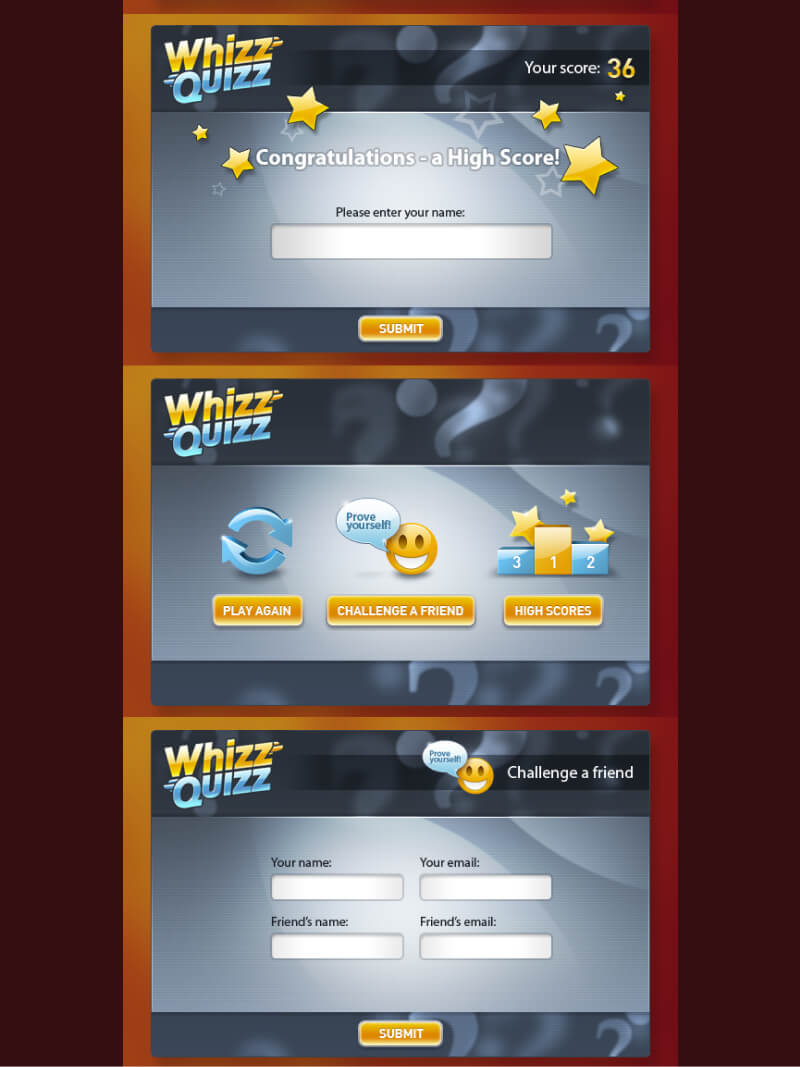 Whizz
Quizz
Your score: 36
Congratulations - a High Score!
Please enter your name:
SUBMIT
Whizz
Quizz
Prove
yourself!
3 1 2
PLAY AGAIN
CHALLENGE A FRIEND
HIGH SCORES
Whizz
Quizz
Prove
yourself!
Challenge a friend
Your name:
Your email:
Friend's name:
Friend's email:
SUBMIT